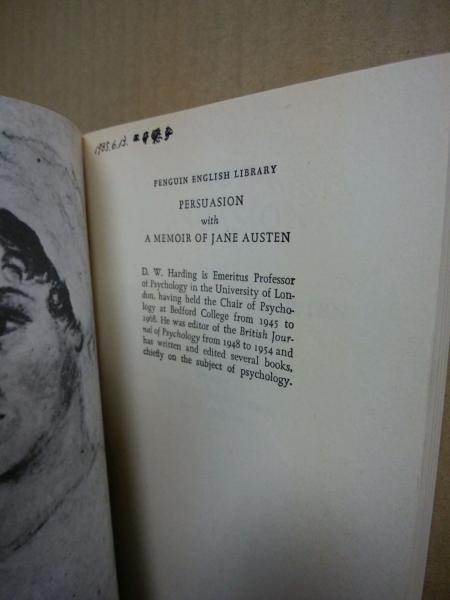 1985.6.13.
PENGUIN ENGLISH LIBRARY
PERSUASION
with
A MEMOIR OF JANE AUSTEN
D. W. Harding is Emeritus Professor
of Psychology in the University of Lon-
don, having held the Chair of Psycho-
logy at Bedford College from 1945 to
1968. He was editor of the British Jour-
nal of Psychology from 1948 to 1954 and
has written and edited several books,
chiefly on the subject of psychology.